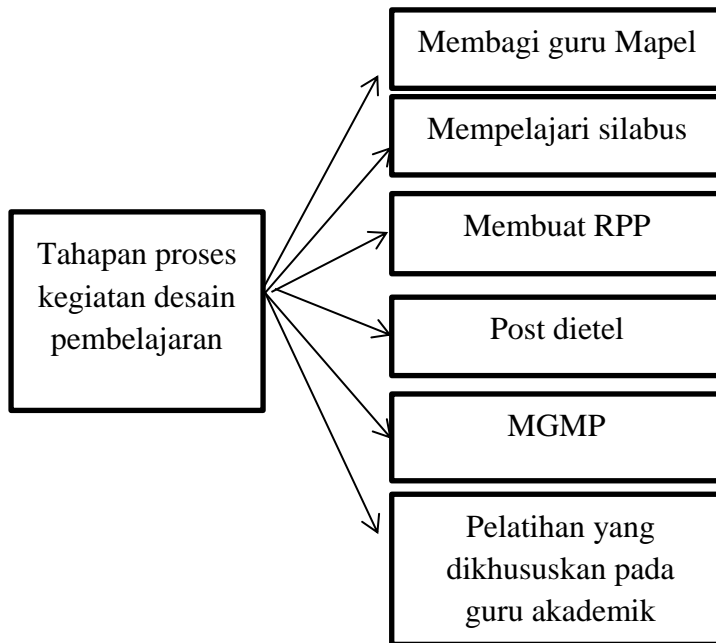 Membagi guru Mapel
Mempelajari silabus
Membuat RPP
Tahapan proses
kegiatan desain
pembelajaran
Post dietel
MGMP
Pelatihan yang
dikhususkan pada
guru akademik